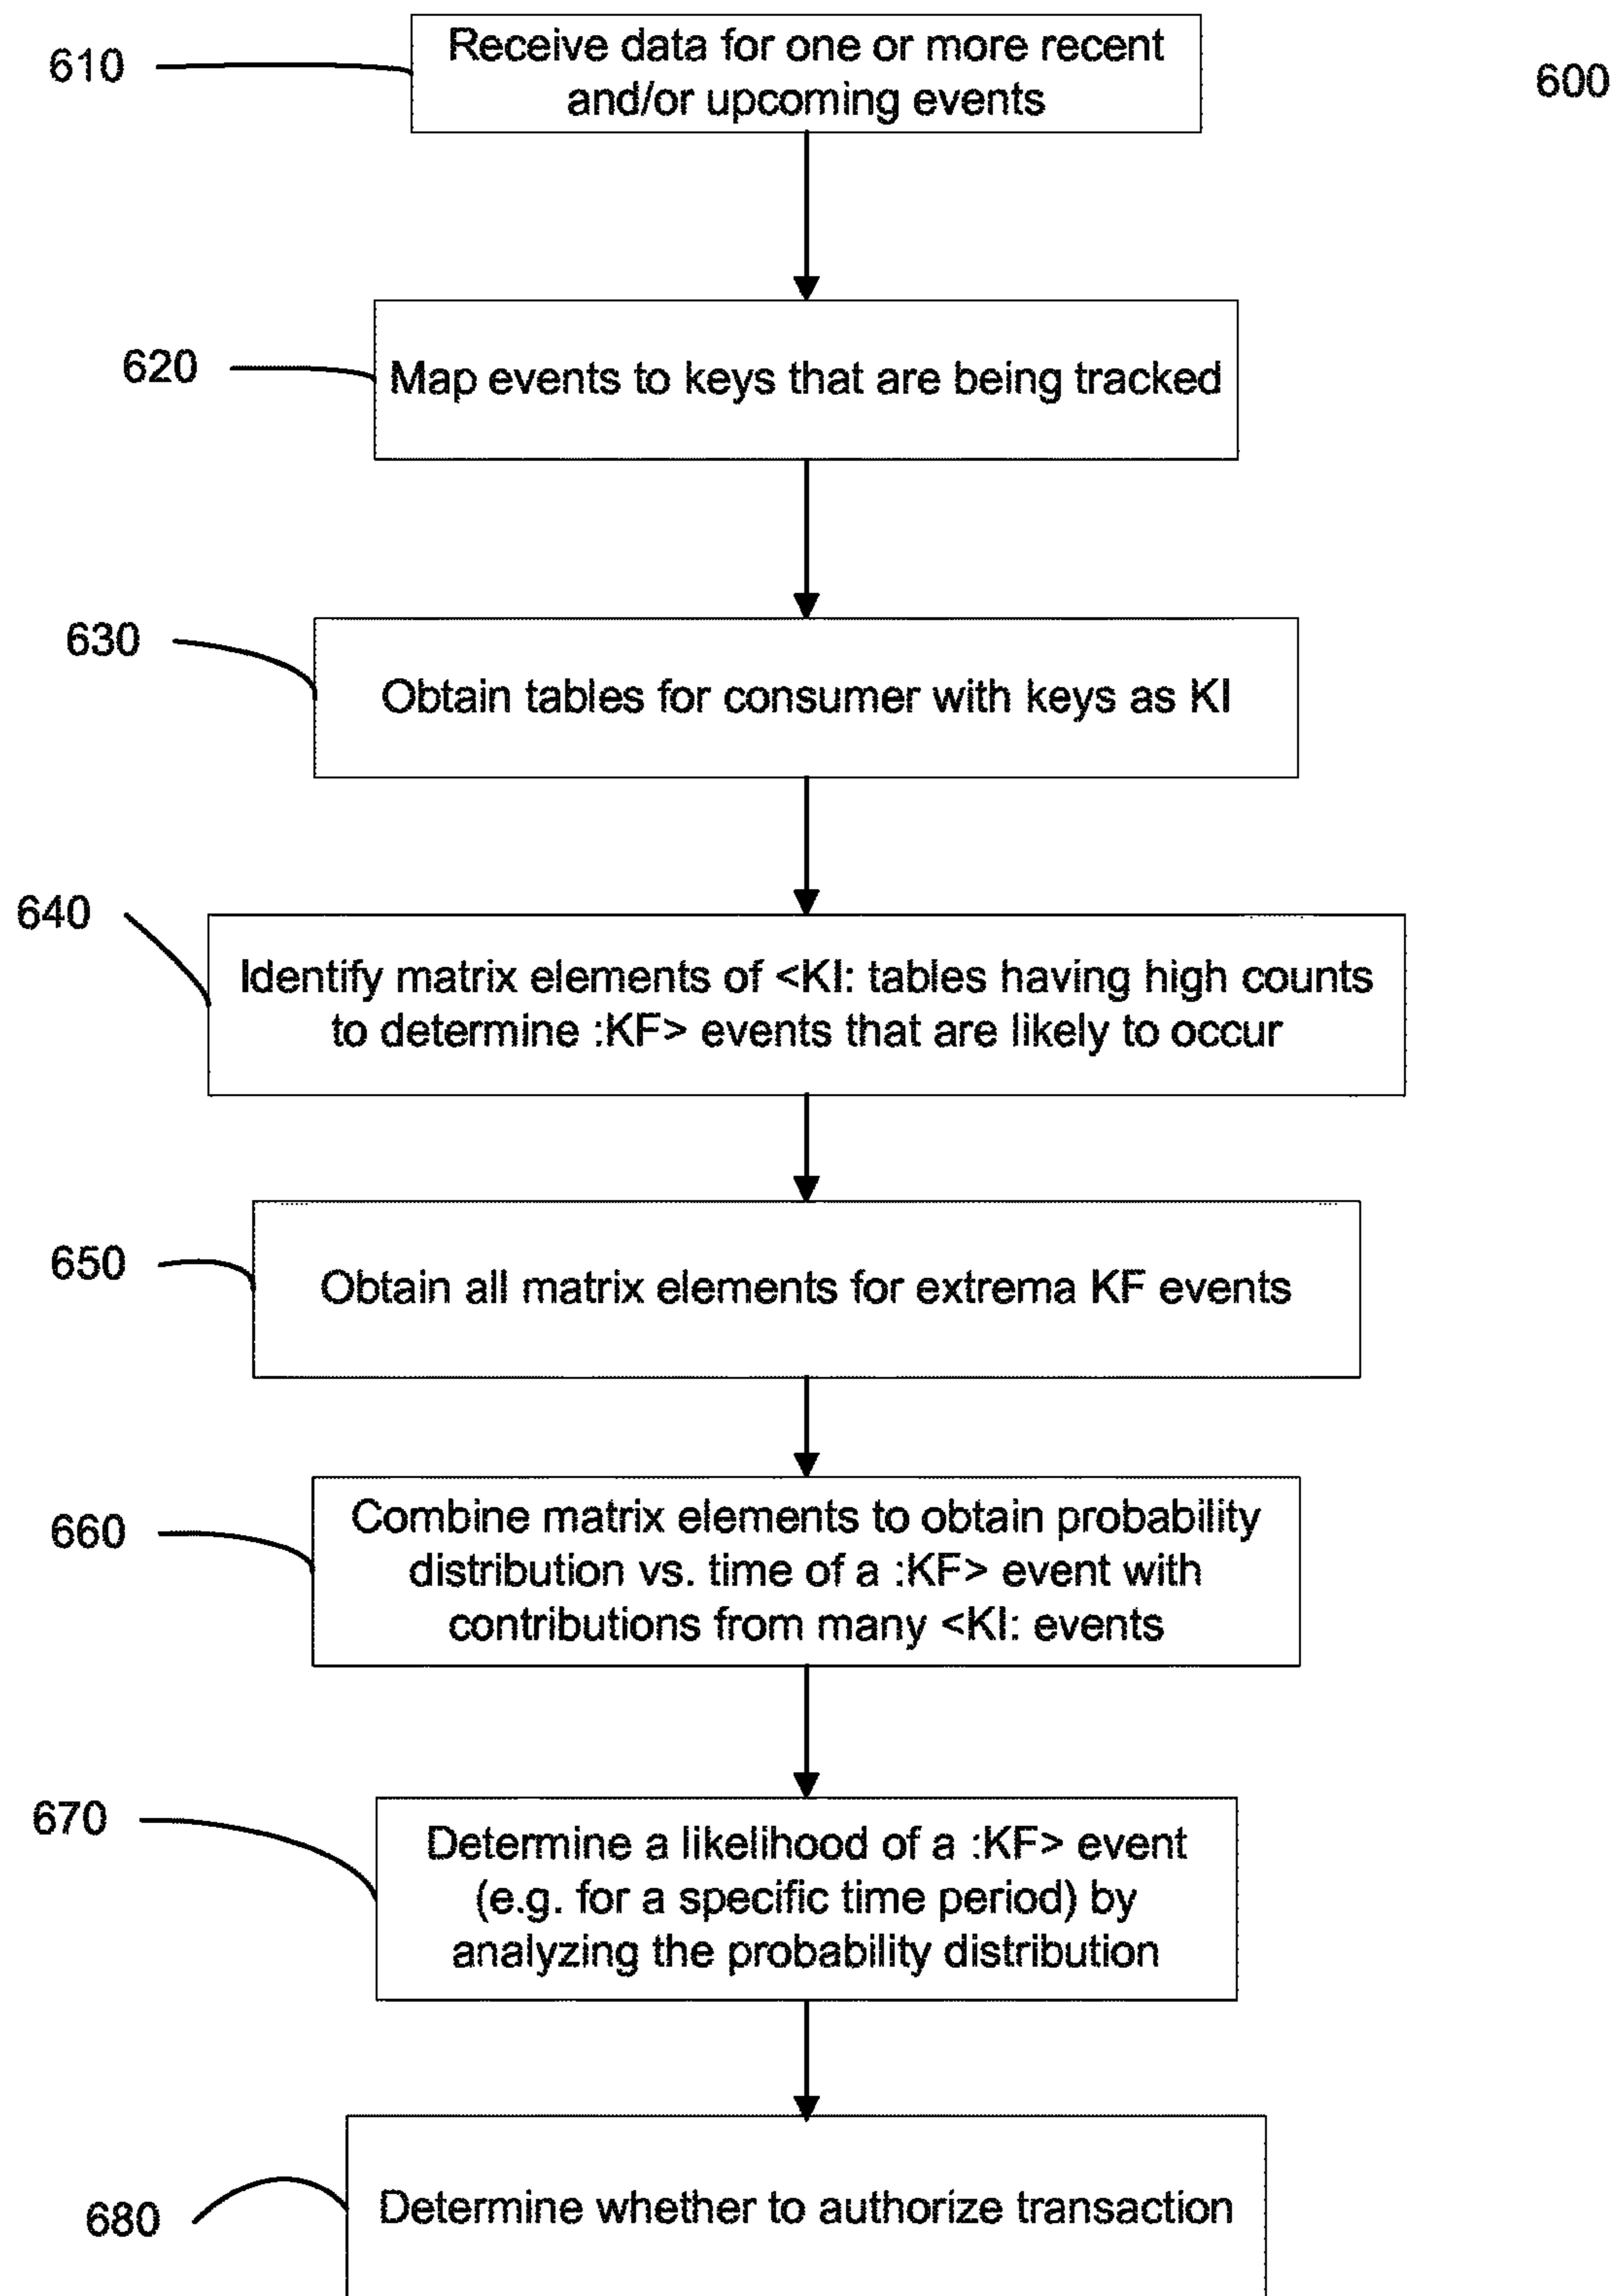 610
Receive data for one or more recent
and/or upcoming events
600
620
Map events to keys that are being tracked
630
Obtain tables for consumer with keys as KI
640
Identify matrix elements of <KI: tables having high counts
to determine :KF> events that are likely to occur
650
Obtain all matrix elements for extrema KF events
660
Combine matrix elements to obtain probability
distribution vs. time of a :KF> event with
contributions from many <KI: events
670
Determine a likelihood of a :KF> event
(e.g. for a specific time period) by
analyzing the probability distribution
680
Determine whether to authorize transaction